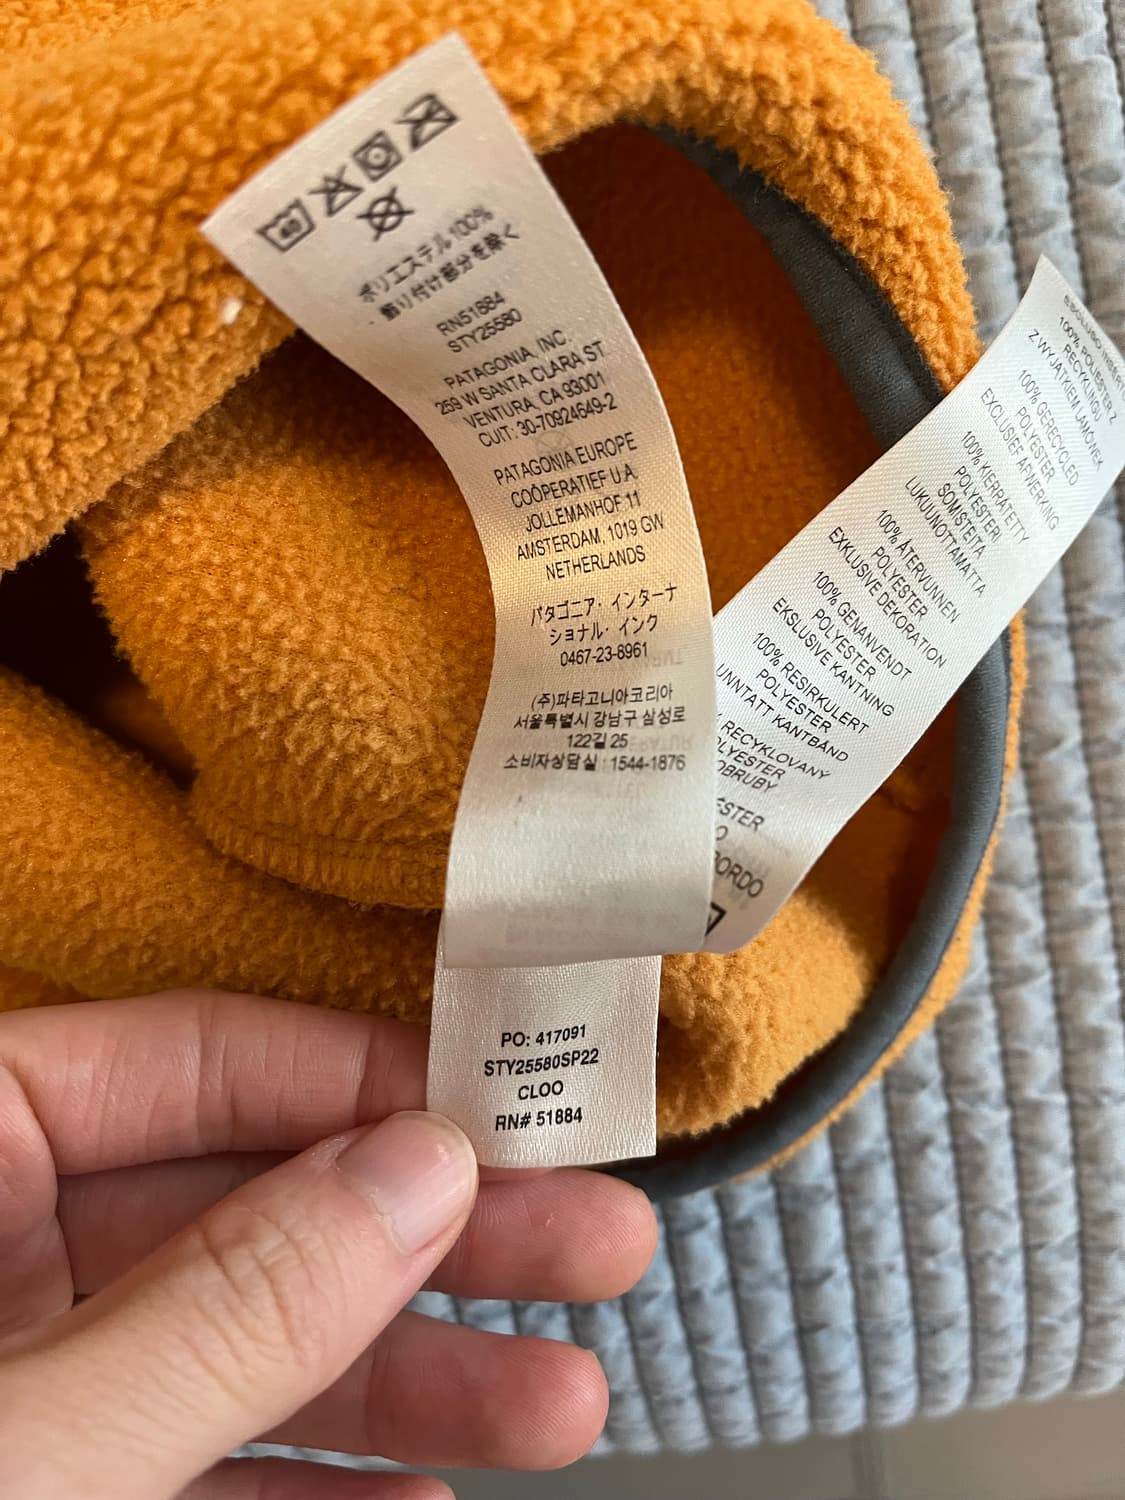 40
ポリエステル100%
飾り付け部分を除く
RN51884
STY25580
PATAGONIA, INC.
259 W SANTA CLARA ST
VENTURA, CA 93001
CUIT: 30-70924649-2
PATAGONIA EUROPE
COÖPERATIEF U.A.
JOLLEMANHOF 11
AMSTERDAM, 1019 GW
NETHERLANDS
パタゴニア・インターナ
ショナル・インク
0467-23-8961
(주)파타고니아코리아
서울특별시 강남구 삼성로
122길 25
소비자상담실 : 1544-1876
PO: 417091
STY25580SP22
CLOO
RN# 51884
100% POLIESTER Z
RECYKLINGU
Z WYJĄTKIEM LAMÓWEK
100% GERECYCLED
POLYESTER
EXCLUSIEF AFWERKING
100% KIERRÄTETTY
POLYESTERI
SOMISTEITA
LUKUUNOTTAMATTA
100% ÅTERVUNNEN
POLYESTER
EXKLUSIVE DEKORATION
100% GENANVENDT
POLYESTER
EKSLUSIVE KANTNING
100% RESIRKULERT
POLYESTER
UNNTATT KANTBÅND
RECYKLOVANÝ